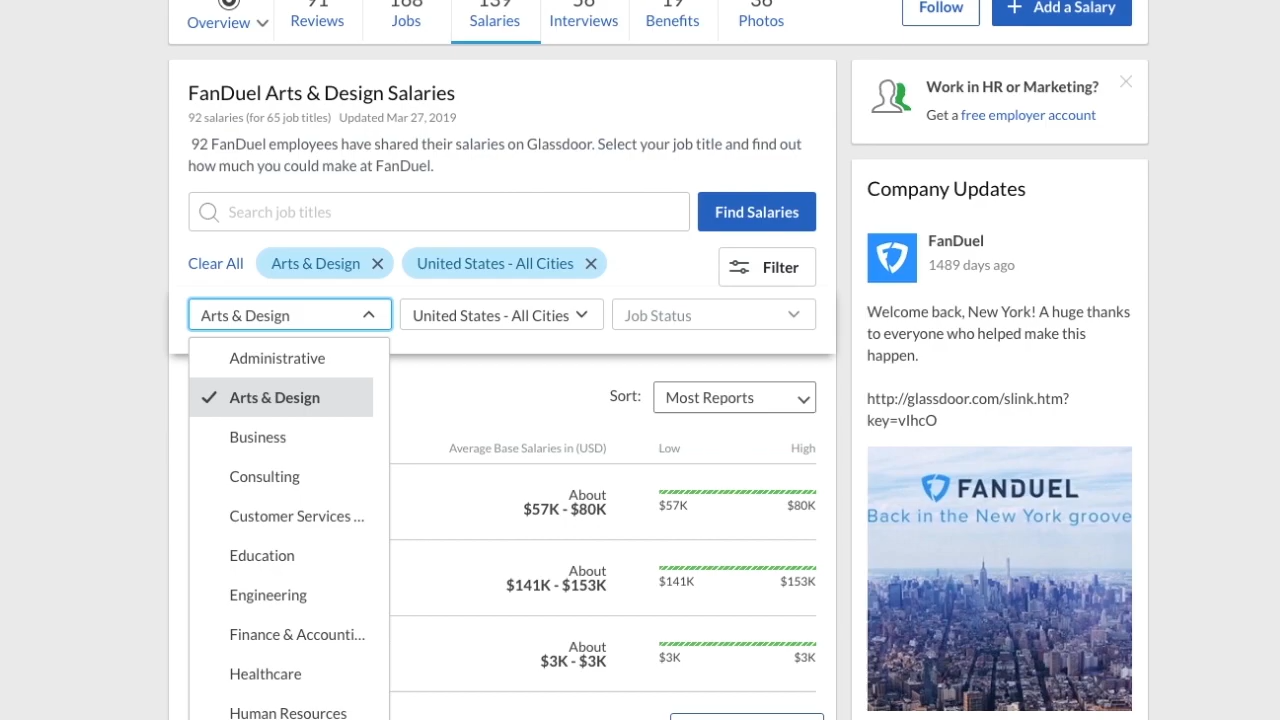 91 168 139 56 19 36
Overview Reviews Jobs Salaries Interviews Benefits Photos
Follow
+ Add a Salary
FanDuel Arts & Design Salaries
92 salaries (for 65 job titles) Updated Mar 27, 2019
92 FanDuel employees have shared their salaries on Glassdoor. Select your job title and find out
how much you could make at FanDuel.
Search job titles
Find Salaries
Clear All Arts & Design United States - All Cities
Filter
Arts & Design United States - All Cities Job Status
Administrative
Arts & Design
Business
Consulting
Customer Services ...
Education
Engineering
Finance & Accounti...
Healthcare
Human Resources
Sort: Most Reports
Average Base Salaries in (USD) Low High
About
$57K - $80K
$57K $80K
About
$141K - $153K
$141K $153K
About
$3K - $3K
$3K $3K
Work in HR or Marketing?
Get a free employer account
Company Updates
FanDuel
1489 days ago
Welcome back, New York! A huge thanks
to everyone who helped make this
happen.
http://glassdoor.com/slink.htm?
key=vIhcO
FANDUEL
Back in the New York groove